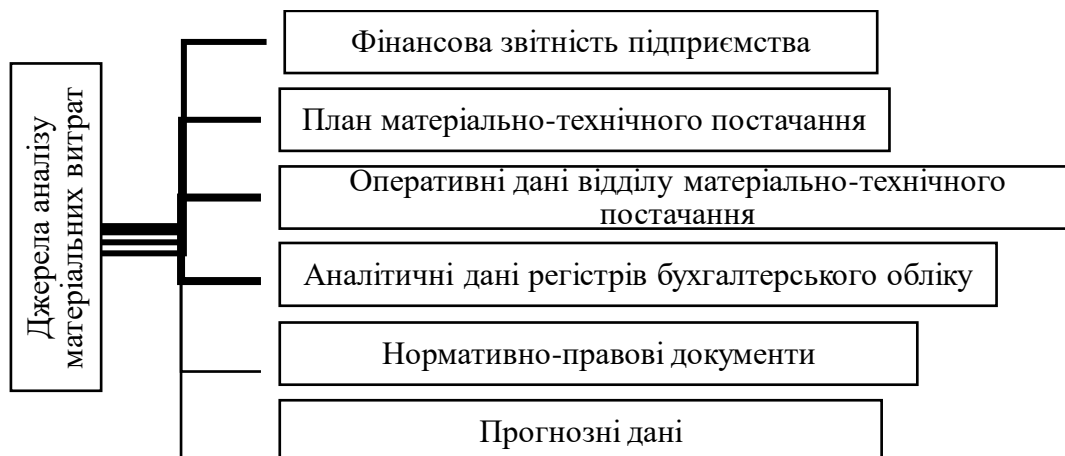 Джерела аналізу
матеріальних витрат
Фінансова звітність підприємства
План матеріально-технічного постачання
Оперативні дані відділу матеріально-технічного
постачання
Аналітичні дані регістрів бухгалтерського обліку
Нормативно-правові документи
Прогнозні дані